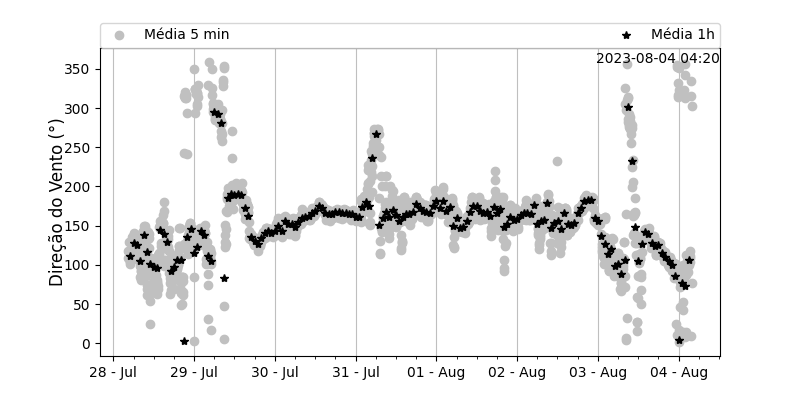 Média 5 min
Média 1h
2023-08-04 04:20
Direção do Vento (°)
350
300
250
200
150
100
50
0
28 - Jul
29 - Jul
30 - Jul
31 - Jul
01 - Aug
02 - Aug
03 - Aug
04 - Aug